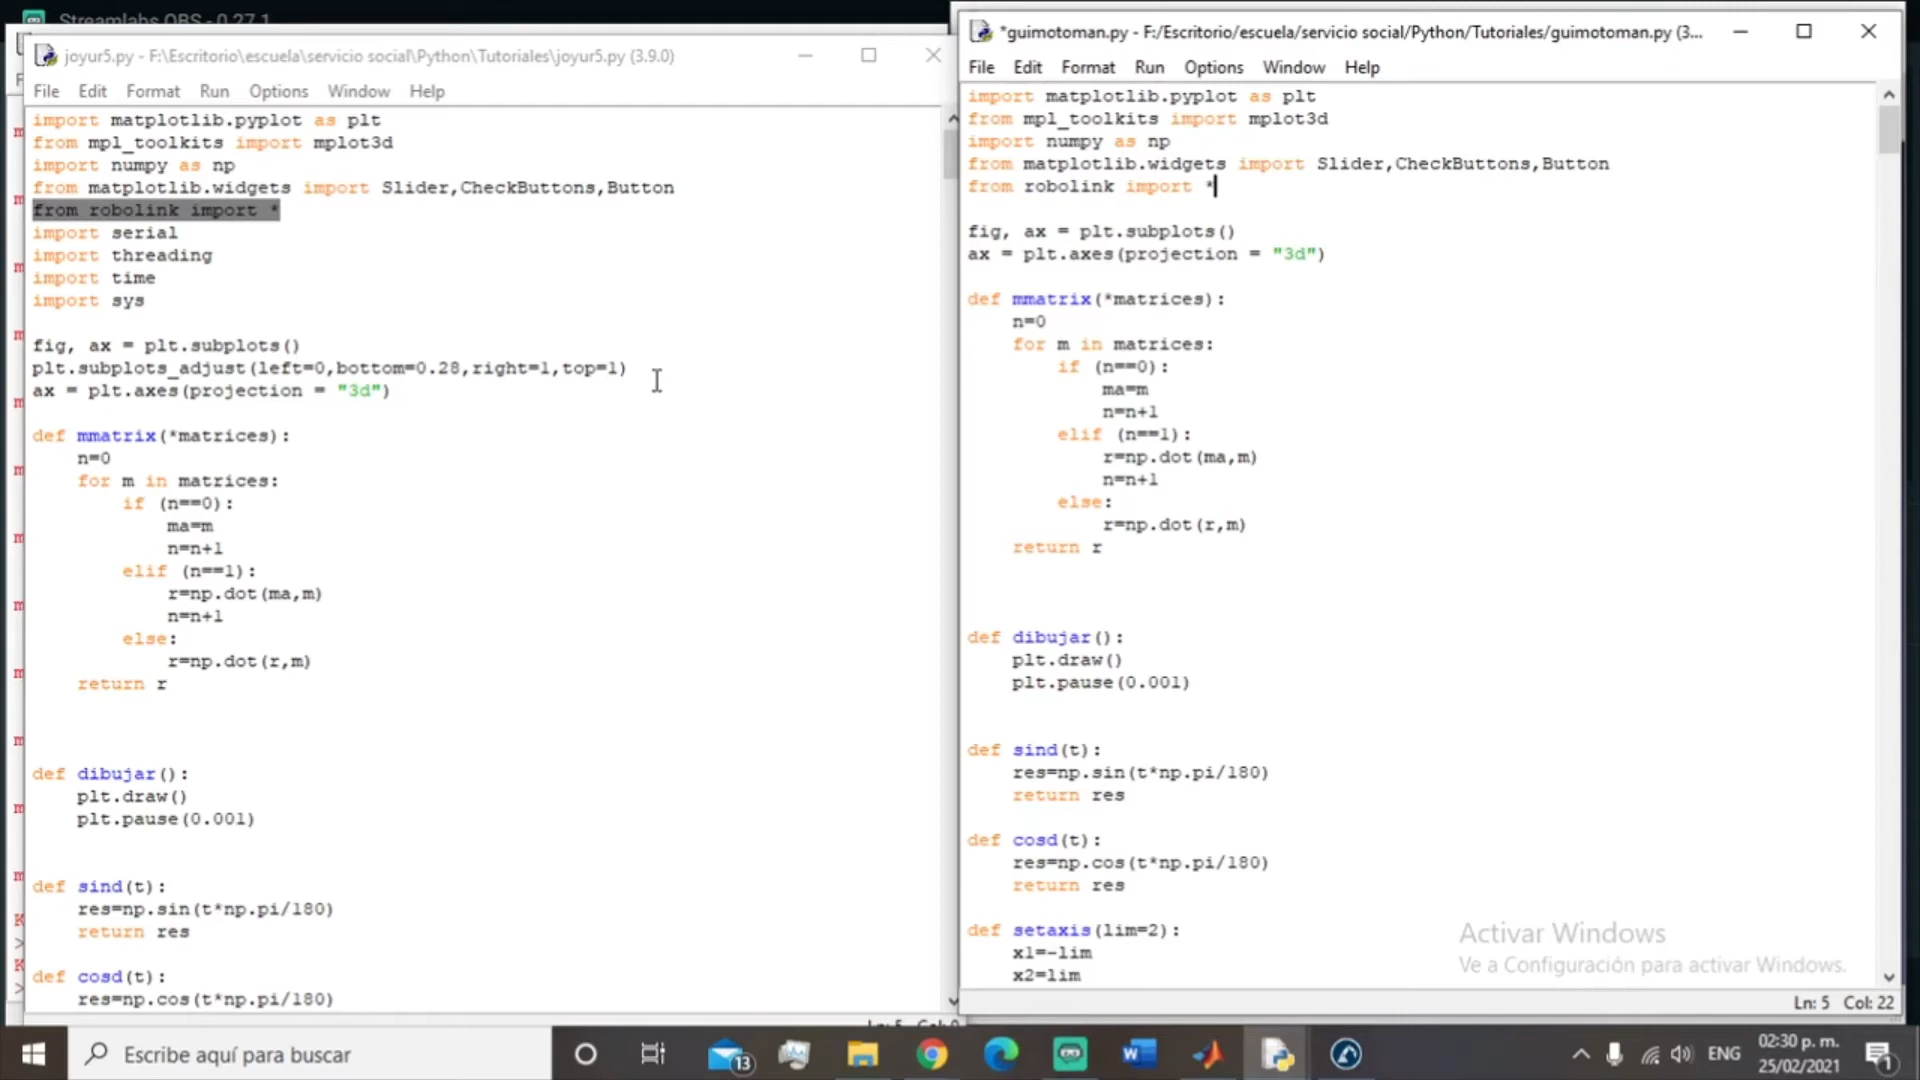 Streamlabs OBS - 0.27.1
joyur5.py - F:\Escritorio\escuela\servicio social\Python\Tutoriales\joyur5.py (3.9.0)
File Edit Format Run Options Window Help
import matplotlib.pyplot as plt
from mpl_toolkits import mplot3d
import numpy as np
from matplotlib.widgets import Slider,CheckButtons,Button
from robolink import *
import serial
import threading
import time
import sys
fig, ax = plt.subplots()
plt.subplots_adjust(left=0,bottom=0.28,right=1,top=1)
ax = plt.axes(projection = "3d")
def mmatrix(*matrices):
n=0
for m in matrices:
if (n==0):
ma=m
n=n+1
elif (n==1):
r=np.dot(ma,m)
n=n+1
else:
r=np.dot(r,m)
return r
def dibujar():
plt.draw()
plt.pause(0.001)
def sind(t):
res=np.sin(t*np.pi/180)
return res
def cosd(t):
res=np.cos(t*np.pi/180)
*guimotoman.py - F:/Escritorio/escuela/servicio social/Python/Tutoriales/guimotoman.py (3...
File Edit Format Run Options Window Help
import matplotlib.pyplot as plt
from mpl_toolkits import mplot3d
import numpy as np
from matplotlib.widgets import Slider,CheckButtons,Button
from robolink import *
fig, ax = plt.subplots()
ax = plt.axes(projection = "3d")
def mmatrix(*matrices):
n=0
for m in matrices:
if (n==0):
ma=m
n=n+1
elif (n==1):
r=np.dot(ma,m)
n=n+1
else:
r=np.dot(r,m)
return r
def dibujar():
plt.draw()
plt.pause(0.001)
def sind(t):
res=np.sin(t*np.pi/180)
return res
def cosd(t):
res=np.cos(t*np.pi/180)
return res
def setaxis(lim=2):
x1=-lim
x2=lim
Activar Windows
Ve a Configuración para activar Windows.
Ln: 5 Col: 22
Escribe aquí para buscar
13
ENG
02:30 p. m.
25/02/2021
1